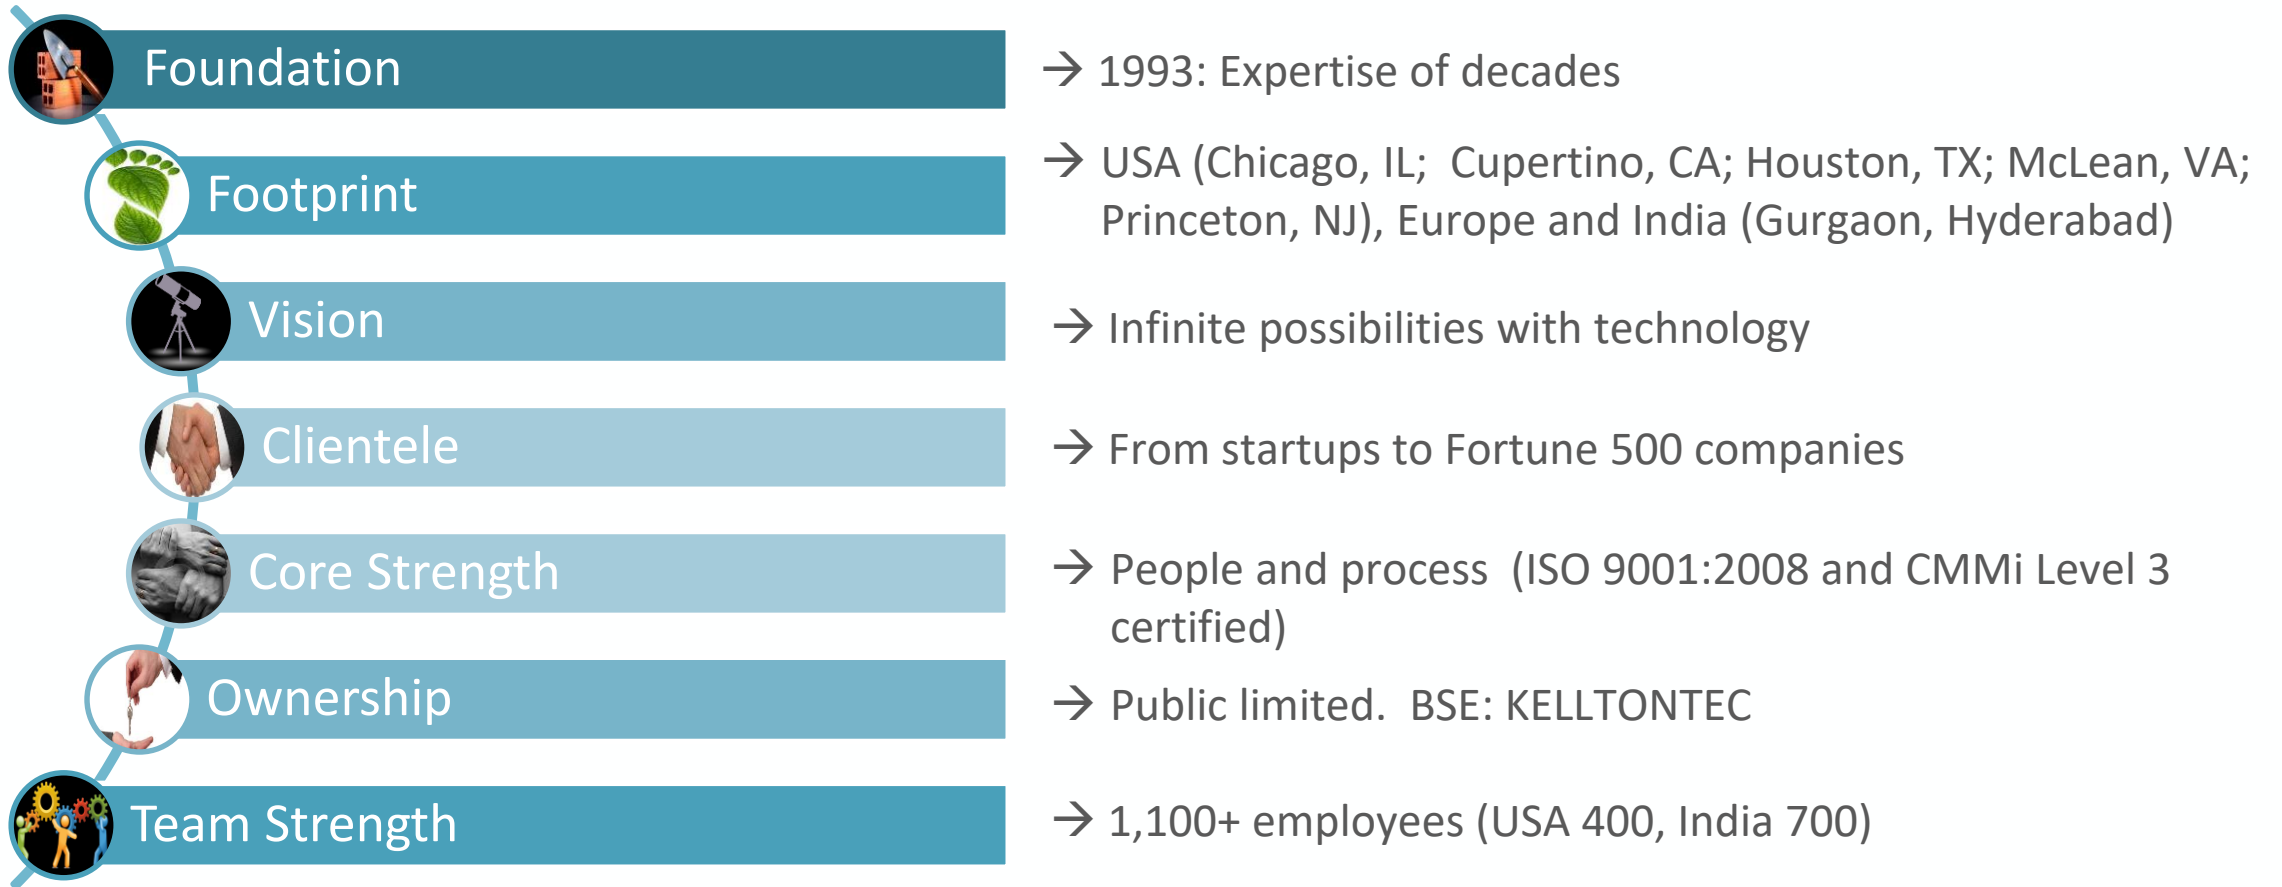 Foundation
→ 1993: Expertise of decades
Footprint
→ USA (Chicago, IL; Cupertino, CA; Houston, TX; McLean, VA;
Princeton, NJ), Europe and India (Gurgaon, Hyderabad)
Vision
→ Infinite possibilities with technology
Clientele
→ From startups to Fortune 500 companies
Core Strength
→ People and process (ISO 9001:2008 and CMMi Level 3
certified)
Ownership
→ Public limited. BSE: KELLTONTEC
Team Strength
→ 1,100+ employees (USA 400, India 700)